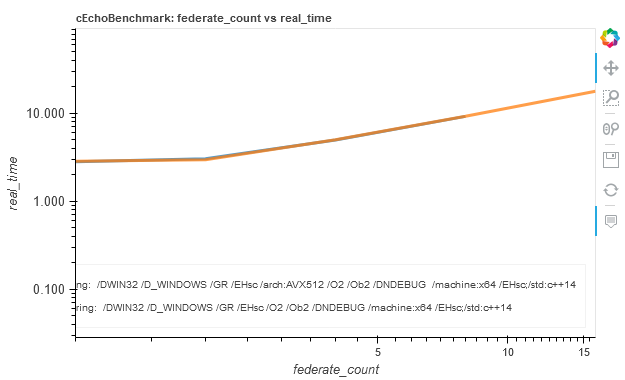 cEchoBenchmark: federate_count vs real_time
10.000
1.000
0.100
real_time
ng: /DWIN32 /D_WINDOWS /GR /EHsc /arch:AVX512 /O2 /Ob2 /DNDEBUG /machine:x64 /EHsc;/std:c++14
ring: /DWIN32 /D_WINDOWS /GR /EHsc /O2 /Ob2 /DNDEBUG /machine:x64 /EHsc;/std:c++14
5 10 15
federate_count